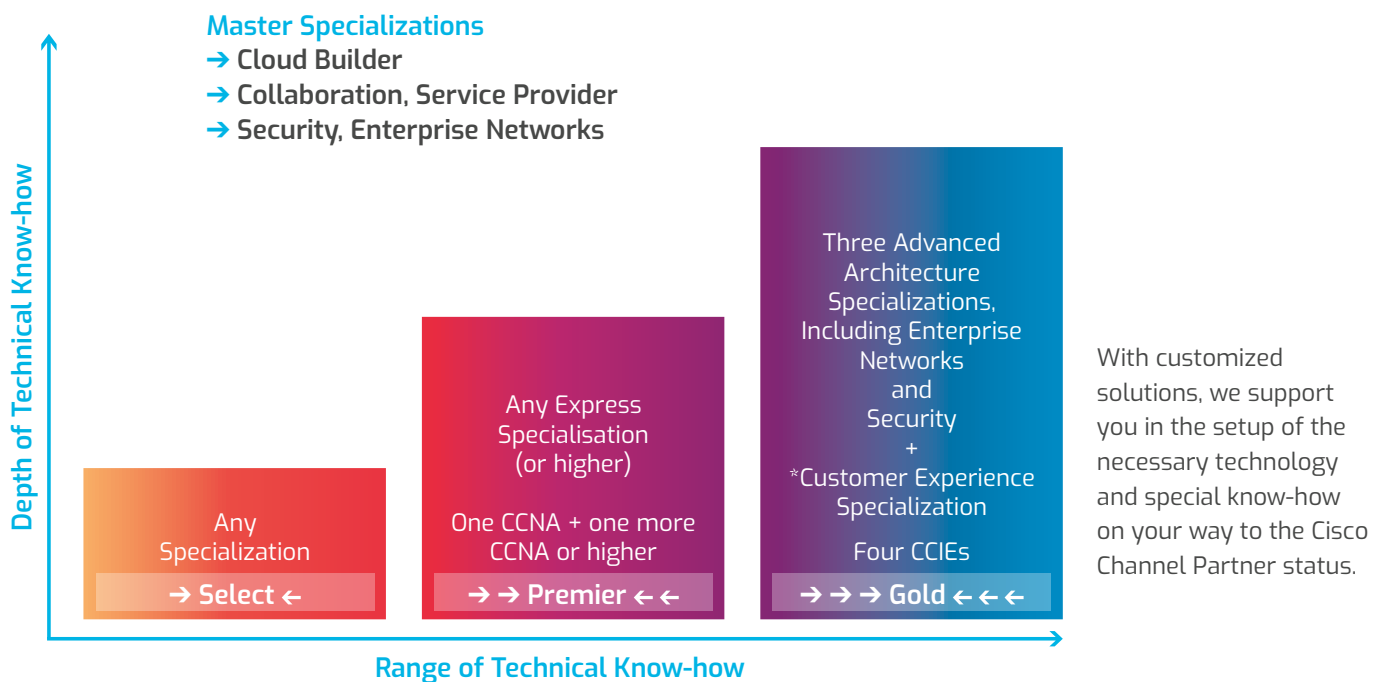 Master Specializations
→ Cloud Builder
→ Collaboration, Service Provider
→ Security, Enterprise Networks
Depth of Technical Know-how
Any
Specialization
→ Select ←
Any Express
Specialisation
(or higher)
One CCNA + one more
CCNA or higher
→ → Premier ← ←
Three Advanced
Architecture
Specializations,
Including Enterprise
Networks
and
Security
+
*Customer Experience
Specialization
Four CCIEs
→ → → Gold ← ← ←
With customized
solutions, we support
you in the setup of the
necessary technology
and special know-how
on your way to the Cisco
Channel Partner status.
Range of Technical Know-how